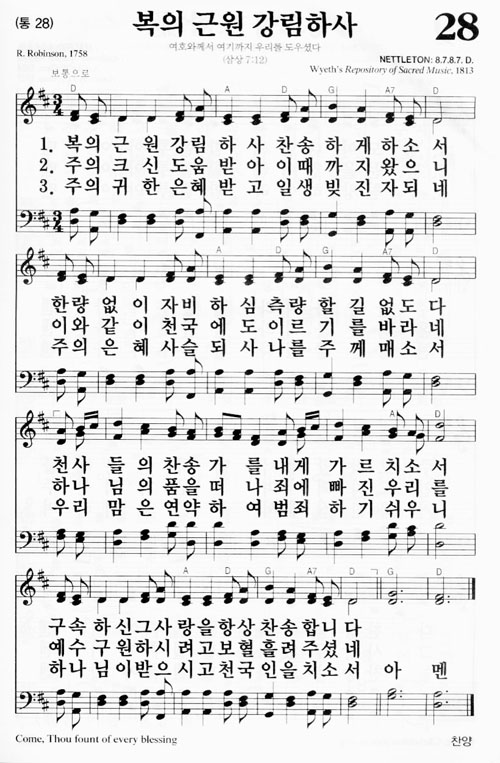 (통 28)
복의 근원 강림하사
28
여호와께서 여기까지 우리를 도우셨다
R. Robinson, 1758
(삼상 7:12)
NETTLETON: 8.7.8.7. D.
보통으로
Wyeth's Repository of Sacred Music, 1813
D A D G A7 D
1. 복의 근 원 강림 하 사 찬송 하 게 하소 서
2. 주의 크 신 도움 받 아 이때 까 지 왔으 니
3. 주의 귀 한 은혜 받 고 일생 빚 진 자되 네
A D G A7 D
한량 없 이 자비 하 심 측량 할 길 없도 다
이와 같 이 천국 에 도 이르 기 를 바라 네
주의 은 혜 사슬 되 사 나를 주 께 매소 서
A D
천사 들 의 찬송 가 를 내게 가 르 치소 서
하나 님 의 품을 떠 나 죄에 빠 진 우리 를
우리 맘 은 연약 하 여 범죄 하 기 쉬우 니
A D G A7 D G D
구속 하 신 그사 랑 을 항상 찬 송 합니 다
예수 구 원 하시 려 고 보혈 흘 려 주셨 네
하나 님 이 받으 시 고 천국 인 을 치소 서 아 멘
Come, Thou fount of every blessing
찬양